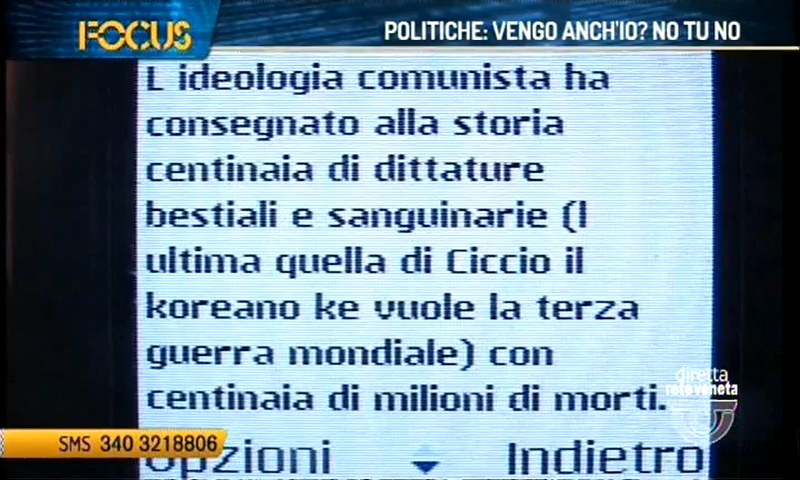 FOCUS
POLITICHE: VENGO ANCH'IO? NO TU NO
L ideologia comunista ha
consegnato alla storia
centinaia di dittature
bestiali e sanguinarie (l
ultima quella di Ciccio il
koreano ke vuole la terza
guerra mondiale) con
centinaia di milioni di morti.
diretta
rete veneta
SMS 340 3218806
Opzioni
Indietro